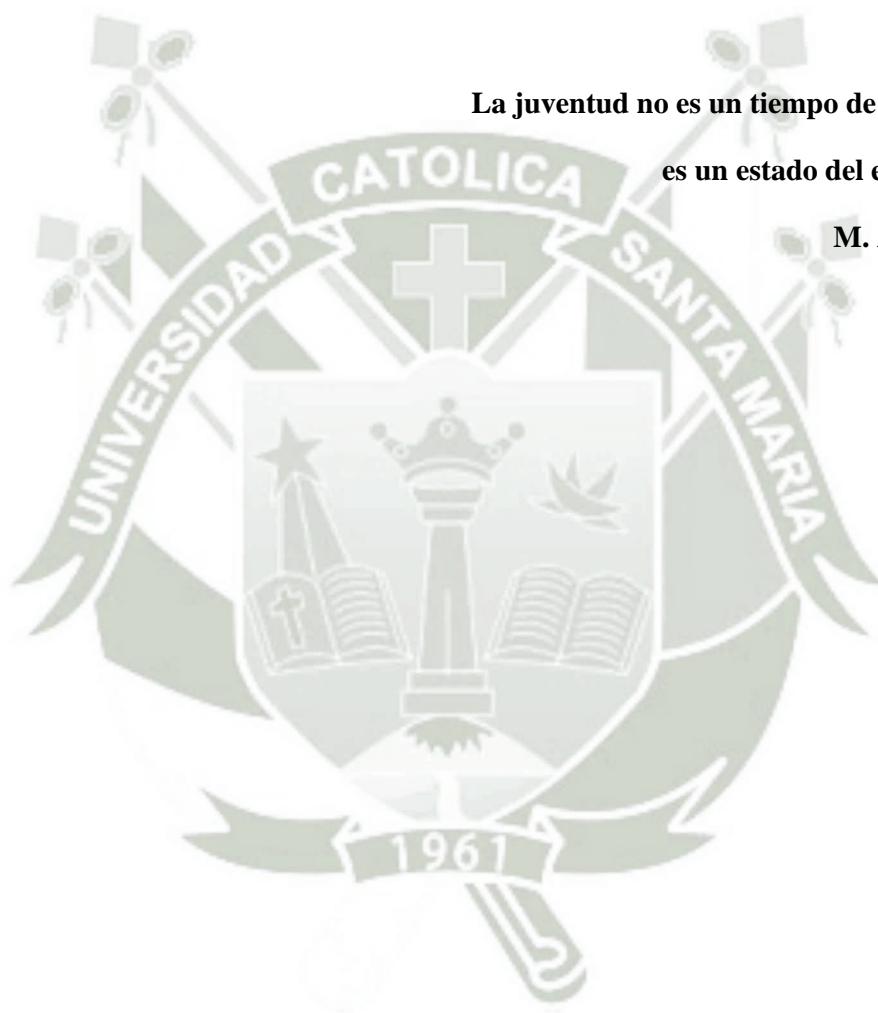 La juventud no es un tiempo de
es un estado del
M.
UNIVERSIDAD CATOLICA SANTA MARIA
1961